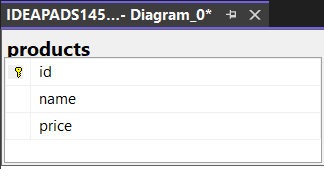 IDEAPADS145...- Diagram_0*
products
id
name
price